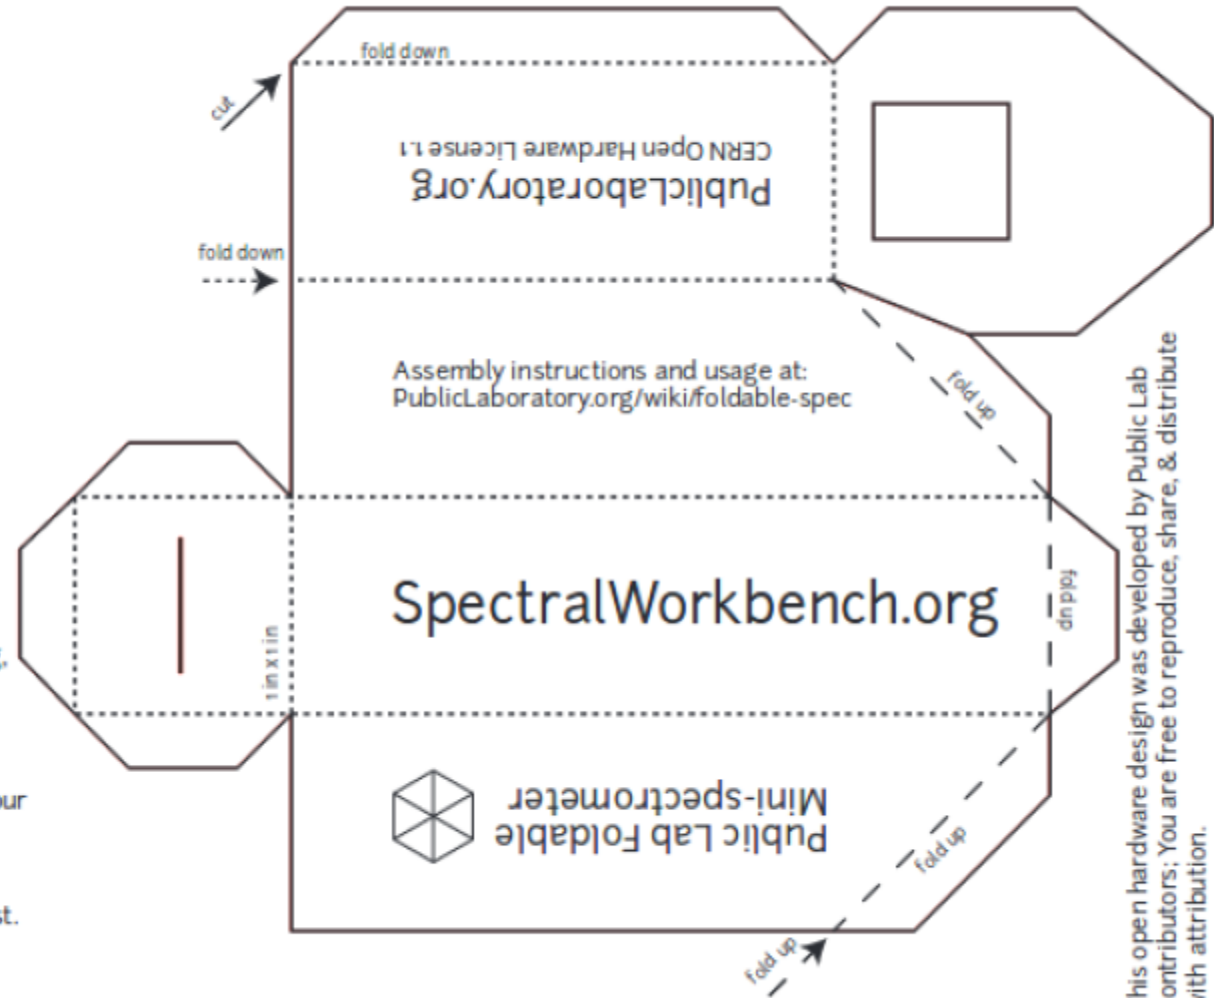 fold down
cut
CERN Open Hardware License 1.1
PublicLaboratory.org
fold down
Assembly instructions and usage at:
PublicLaboratory.org/wiki/foldable-spec
fold up
SpectralWorkbench.org
1 in x 1 in
fold up
Public Lab Foldable
Mini-spectrometer
fold up
fold up
his open hardware design was developed by Public Lab
ontributors; You are free to reproduce, share, & distribute
with attribution.
our
st.